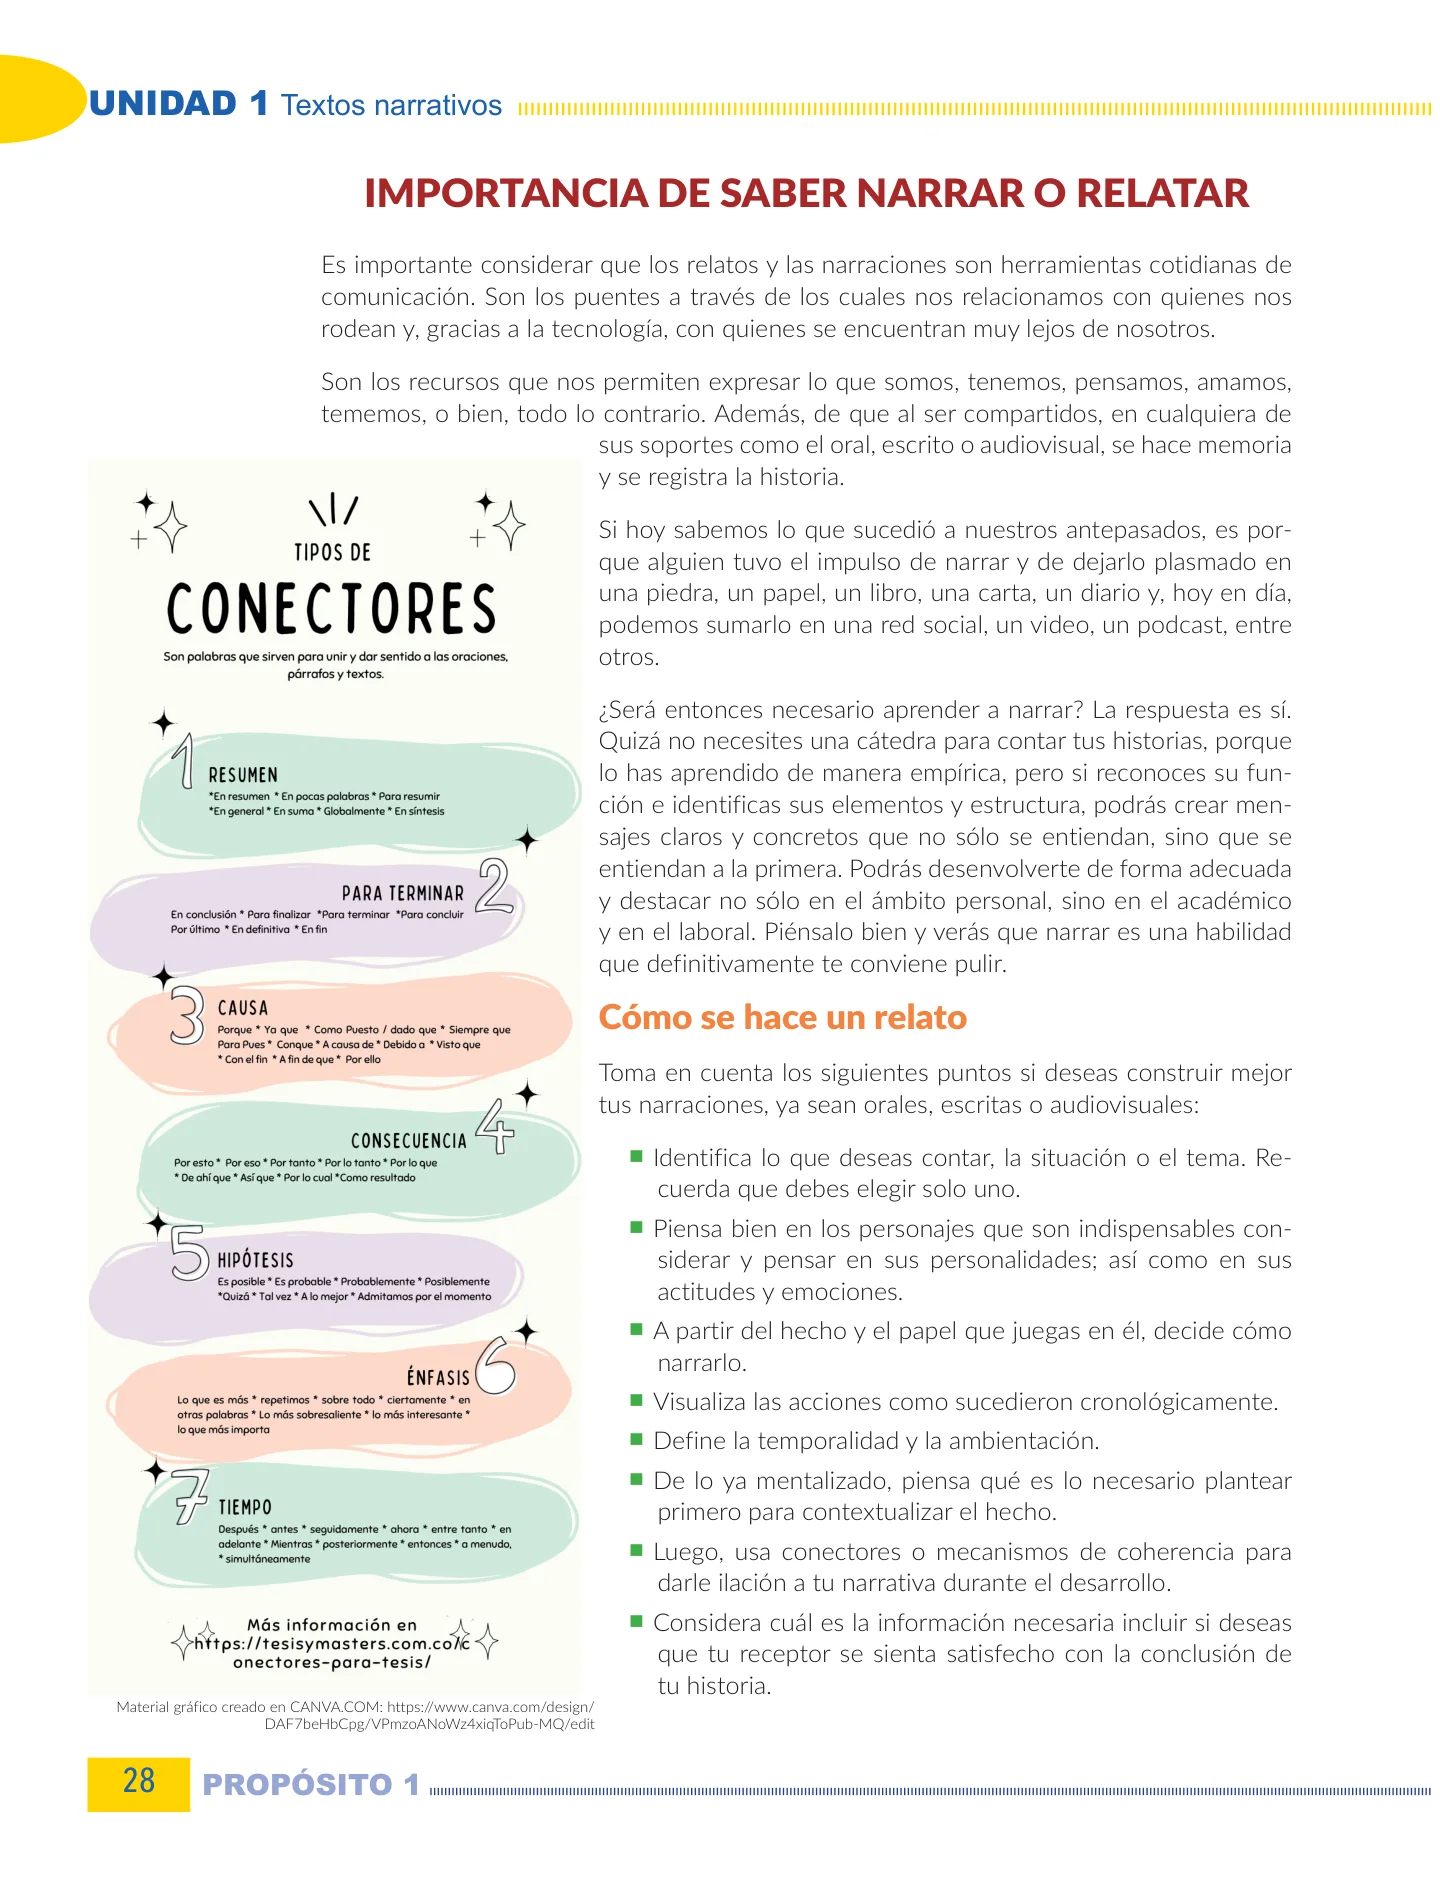 UNIDAD 1 Textos narrativos
IMPORTANCIA DE SABER NARRAR O RELATAR
Es importante considerar que los relatos y las narraciones son herramientas cotidianas de
comunicación. Son los puentes a través de los cuales nos relacionamos con quienes nos
rodean y, gracias a la tecnología, con quienes se encuentran muy lejos de nosotros.
Son los recursos que nos permiten expresar lo que somos, tenemos, pensamos, amamos,
tememos, o bien, todo lo contrario. Además, de que al ser compartidos, en cualquiera de
sus soportes como el oral, escrito o audiovisual, se hace memoria
y se registra la historia.
Si hoy sabemos lo que sucedió a nuestros antepasados, es por-
que alguien tuvo el impulso de narrar y de dejarlo plasmado en
una piedra, un papel, un libro, una carta, un diario y, hoy en día,
podemos sumarlo en una red social, un video, un podcast, entre
otros.
¿Será entonces necesario aprender a narrar? La respuesta es sí.
Quizá no necesites una cátedra para contar tus historias, porque
lo has aprendido de manera empírica, pero si reconoces su fun-
ción e identificas sus elementos y estructura, podrás crear men-
sajes claros y concretos que no sólo se entiendan, sino que se
entiendan a la primera. Podrás desenvolverte de forma adecuada
y destacar no sólo en el ámbito personal, sino en el académico
y en el laboral. Piénsalo bien y verás que narrar es una habilidad
que definitivamente te conviene pulir.
Cómo se hace un relato
Toma en cuenta los siguientes puntos si deseas construir mejor
tus narraciones, ya sean orales, escritas o audiovisuales:
■ Identifica lo que deseas contar, la situación o el tema. Re-
cuerda que debes elegir solo uno.
■ Piensa bien en los personajes que son indispensables con-
siderar y pensar en sus personalidades; así como en sus
actitudes y emociones.
■ A partir del hecho y el papel que juegas en él, decide cómo
narrarlo.
■ Visualiza las acciones como sucedieron cronológicamente.
■ Define la temporalidad y la ambientación.
■ De lo ya mentalizado, piensa qué es lo necesario plantear
primero para contextualizar el hecho.
■ Luego, usa conectores o mecanismos de coherencia para
darle ilación a tu narrativa durante el desarrollo.
■ Considera cuál es la información necesaria incluir si deseas
que tu receptor se sienta satisfecho con la conclusión de
tu historia.
TIPOS DE
CONECTORES
Son palabras que sirven para unir y dar sentido a las oraciones,
párrafos y textos.
1
RESUMEN
*En resumen * En pocas palabras * Para resumir
*En general * En suma * Globalmente * En síntesis
2
PARA TERMINAR
En conclusión * Para finalizar *Para terminar *Para concluir
Por último * En definitiva * En fin
3
CAUSA
Porque * Ya que * Como Puesto / dado que * Siempre que
Para Pues * Conque * A causa de * Debido a * Visto que
* Con el fin * A fin de que * Por ello
4
CONSECUENCIA
Por esto * Por eso * Por tanto * Por lo tanto * Por lo que
* De ahí que * Así que * Por lo cual *Como resultado
5
HIPÓTESIS
Es posible * Es probable * Probablemente * Posiblemente
*Quizá * Tal vez * A lo mejor * Admitamos por el momento
6
ÉNFASIS
Lo que es más * repetimos * sobre todo * ciertamente * en
otras palabras * Lo más sobresaliente * lo más interesante *
lo que más importa
7
TIEMPO
Después * antes * seguidamente * ahora * entre tanto * en
adelante * Mientras * posteriormente * entonces * a menudo,
* simultáneamente
Más información en
https://tesisymasters.com.co/c
onectores-para-tesis/
Material gráfico creado en CANVA.COM: https://www.canva.com/design/
DAF7beHbCpg/VPmzoANoWz4xiqToPub-MQ/edit
28 PROPÓSITO 1